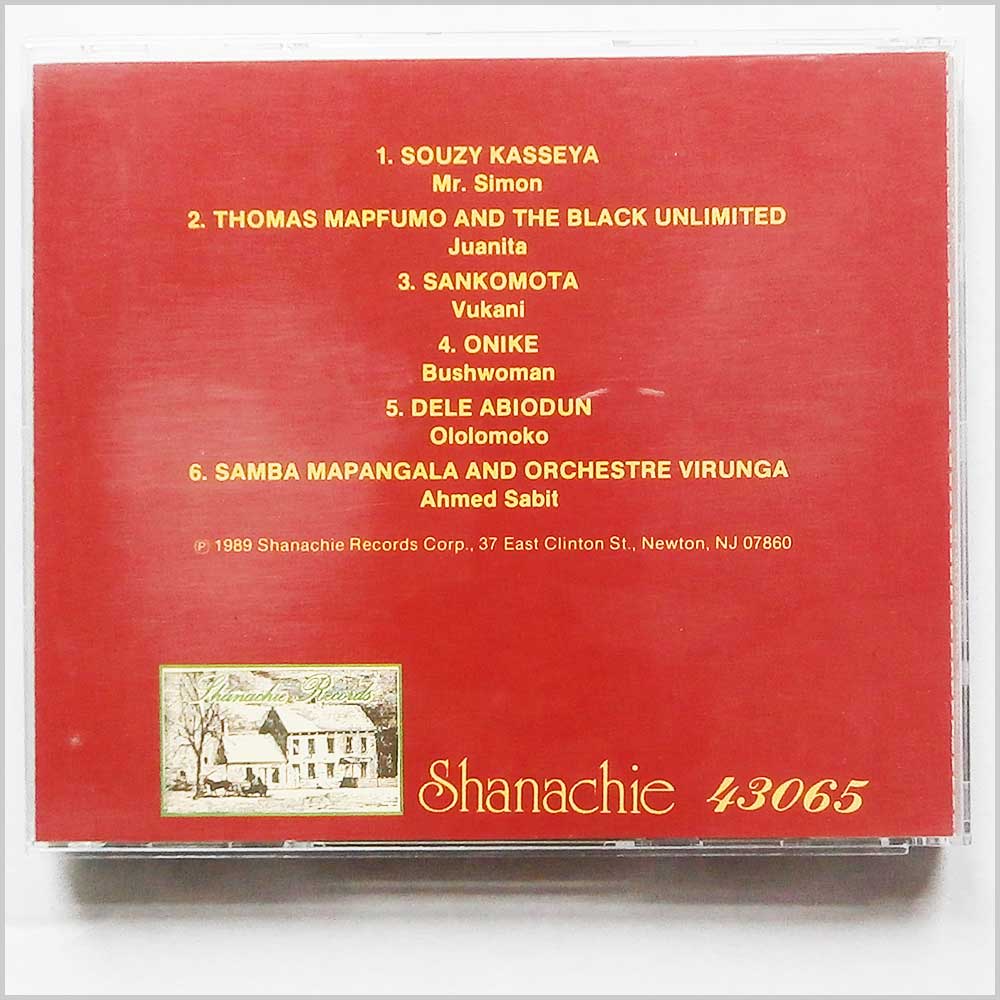 1. SOUZY KASSEYA
Mr. Simon
2. THOMAS MAPFUMO AND THE BLACK UNLIMITED
Juanita
3. SANKOMOTA
Vukani
4. ONIKE
Bushwoman
5. DELE ABIODUN
Ololomoko
6. SAMBA MAPANGALA AND ORCHESTRE VIRUNGA
Ahmed Sabit
℗ 1989 Shanachie Records Corp., 37 East Clinton St., Newton, NJ 07860
Shanachie Records
Shanachie 43065